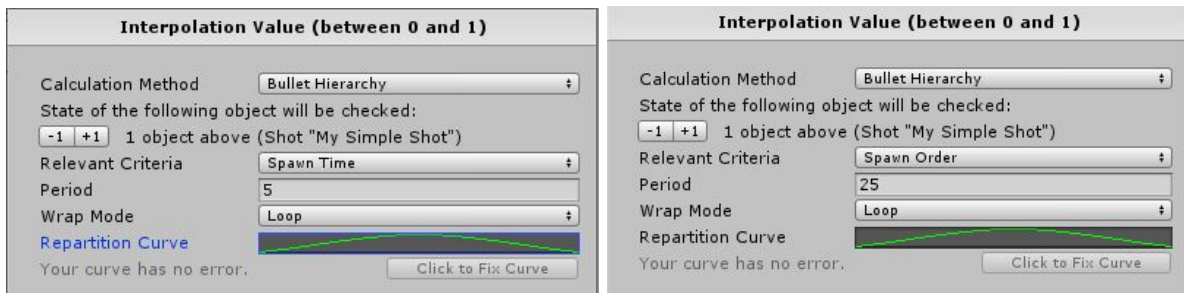 Interpolation Value (between 0 and 1)
Calculation Method Bullet Hierarchy
State of the following object will be checked:
-1 +1 1 object above (Shot "My Simple Shot")
Relevant Criteria Spawn Time
Period 5
Wrap Mode Loop
Repartition Curve
Your curve has no error. Click to Fix Curve
Interpolation Value (between 0 and 1)
Calculation Method Bullet Hierarchy
State of the following object will be checked:
-1 +1 1 object above (Shot "My Simple Shot")
Relevant Criteria Spawn Order
Period 25
Wrap Mode Loop
Repartition Curve
Your curve has no error. Click to Fix Curve